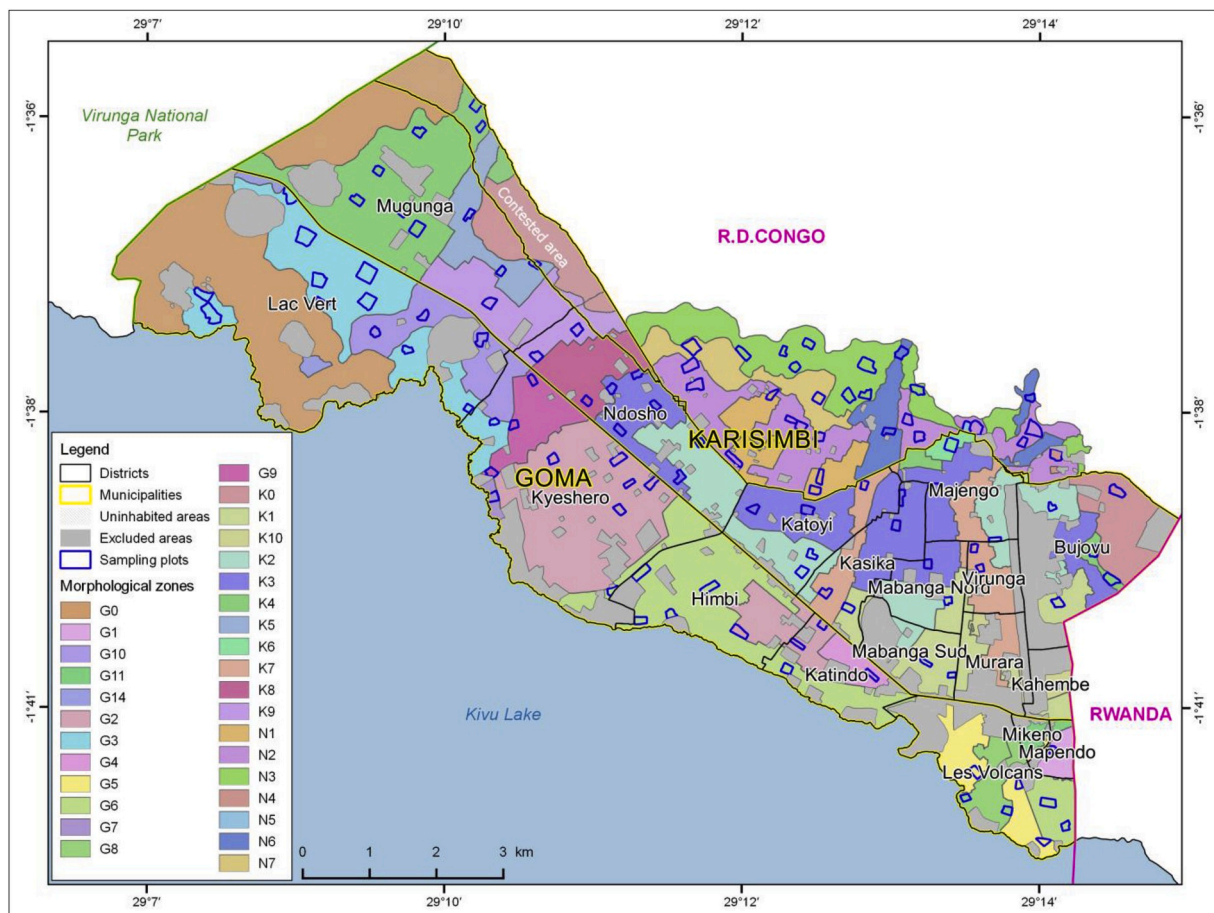 29°7′ 29°10′ 29°12′ 29°14′
-1°36′ -1°36′
Virunga National
Park
Mugunga
Contested area
R.D.CONGO
Lac Vert
-1°38′ -1°38′
Ndosho
KARISIMBI
GOMA
Kyeshero
Majengo
Katoyi
Bujovu
Kasika
Virunga
Mabanga Nord
Himbi
Mabanga Sud
Murara
Katindo
Kahembe
-1°41′ -1°41′
Kivu Lake
RWANDA
Mikeno
Mapendo
Les Volcans
Legend
Districts
Municipalities
Uninhabited areas
Excluded areas
Sampling plots
Morphological zones
G0
G1
G10
G11
G14
G2
G3
G4
G5
G6
G7
G8
G9
K0
K1
K10
K2
K3
K4
K5
K6
K7
K8
K9
N1
N2
N3
N4
N5
N6
N7
0 1 2 3 km
29°7′ 29°10′ 29°12′ 29°14′